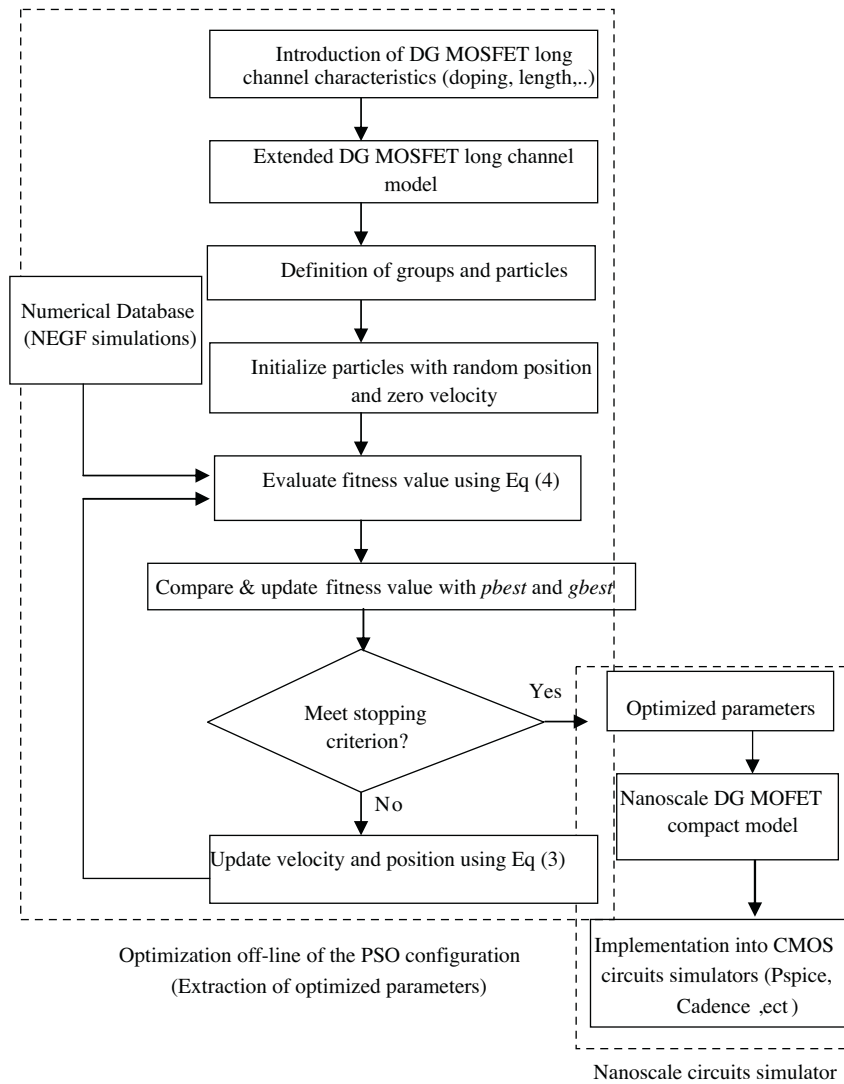 Introduction of DG MOSFET long
channel characteristics (doping, length,..)
Extended DG MOSFET long channel
model
Definition of groups and particles
Numerical Database
(NEGF simulations)
Initialize particles with random position
and zero velocity
Evaluate fitness value using Eq (4)
Compare & update fitness value with pbest and gbest
Meet stopping
criterion?
Yes
No
Update velocity and position using Eq (3)
Optimized parameters
Nanoscale DG MOFET
compact model
Implementation into CMOS
circuits simulators (Pspice,
Cadence ,ect )
Optimization off-line of the PSO configuration
(Extraction of optimized parameters)
Nanoscale circuits simulator